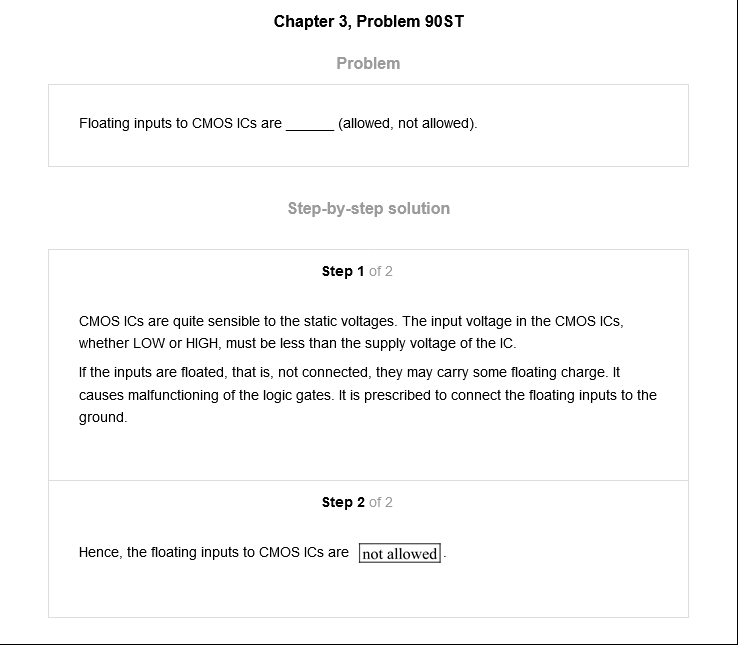 Chapter 3, Problem 90ST
Problem
Floating inputs to CMOS ICs are ______ (allowed, not allowed).
Step-by-step solution
Step 1 of 2
CMOS ICs are quite sensible to the static voltages. The input voltage in the CMOS ICs,
whether LOW or HIGH, must be less than the supply voltage of the IC.
If the inputs are floated, that is, not connected, they may carry some floating charge. It
causes malfunctioning of the logic gates. It is prescribed to connect the floating inputs to the
ground.
Step 2 of 2
Hence, the floating inputs to CMOS ICs are not allowed.